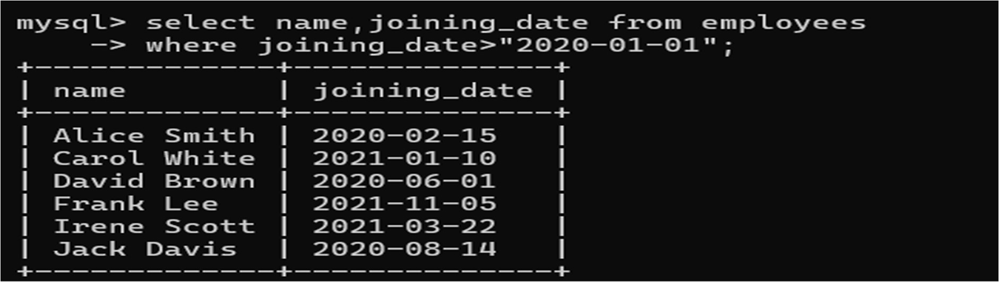 mysql> select name,joining_date from employees
    -> where joining_date>"2020-01-01";
+-------------+--------------+
| name        | joining_date |
+-------------+--------------+
| Alice Smith | 2020-02-15   |
| Carol White | 2021-01-10   |
| David Brown | 2020-06-01   |
| Frank Lee   | 2021-11-05   |
| Irene Scott | 2021-03-22   |
| Jack Davis  | 2020-08-14   |
+-------------+--------------+